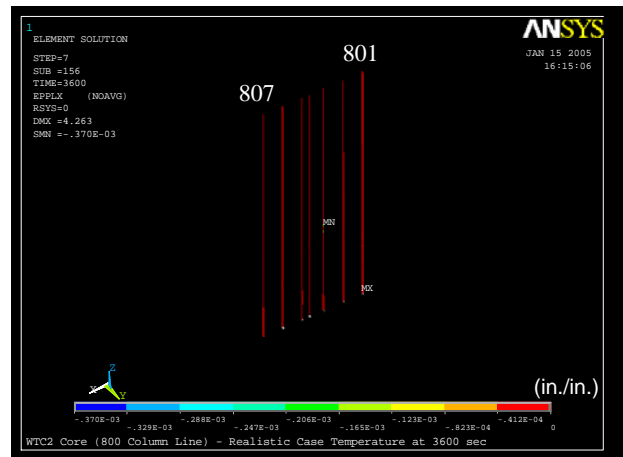 1
ELEMENT SOLUTION
STEP=7
SUB =156
TIME=3600
EPPLX (NOAVG)
RSYS=0
DMX =4.263
SMN =-.370E-03
ANSYS
JAN 15 2005
16:15:06
801
807
MN
MX
Z
X
Y
(in./in.)
-.370E-03 -.288E-03 -.206E-03 -.123E-03 -.412E-04
-.329E-03 -.247E-03 -.165E-03 -.823E-04 0
WTC2 Core (800 Column Line) - Realistic Case Temperature at 3600 sec